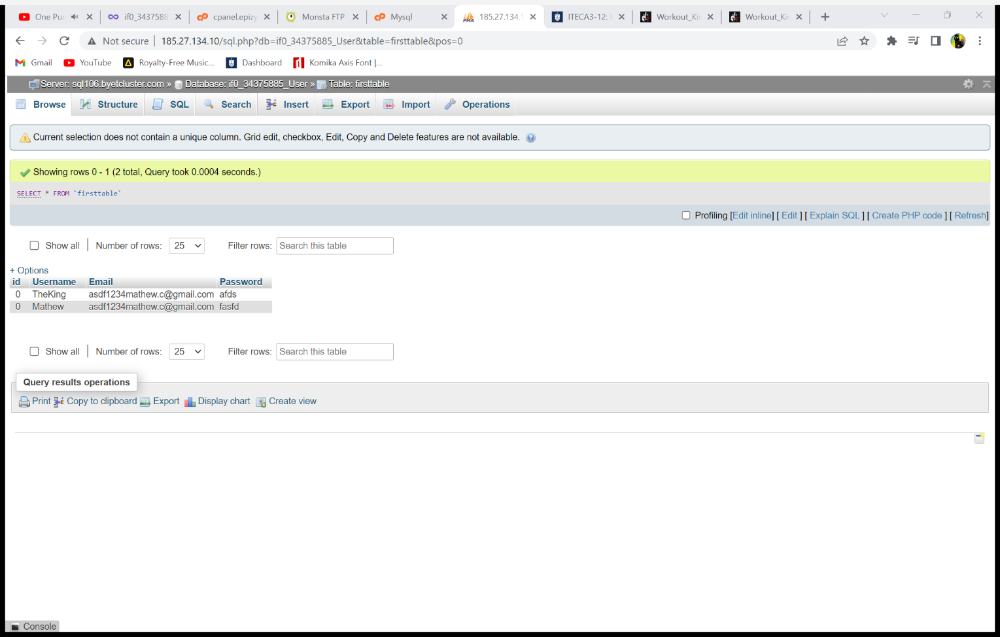 One Pun
if0_3437588
cpanel.epizy
Monsta FTP
Mysql
185.27.134.1
ITECA3-12:
Workout_Kin
Workout_Kin
Not secure
185.27.134.10/sql.php?db=if0_34375885_User&table=firsttable&pos=0
Gmail YouTube Royalty-Free Music... Dashboard Komika Axis Font |...
Server: sql106.byetcluster.com » Database: if0_34375885_User » Table: firsttable
Browse Structure SQL Search Insert Export Import Operations
Current selection does not contain a unique column. Grid edit, checkbox, Edit, Copy and Delete features are not available.
Showing rows 0 - 1 (2 total, Query took 0.0004 seconds.)
SELECT * FROM `firsttable`
Profiling [Edit inline] [ Edit ] [ Explain SQL ] [ Create PHP code ] [ Refresh]
Show all | Number of rows: 25 Filter rows: Search this table
+ Options
id Username Email Password
0 TheKing asdf1234mathew.c@gmail.com afds
0 Mathew asdf1234mathew.c@gmail.com fasfd
Show all | Number of rows: 25 Filter rows: Search this table
Query results operations
Print Copy to clipboard Export Display chart Create view
Console